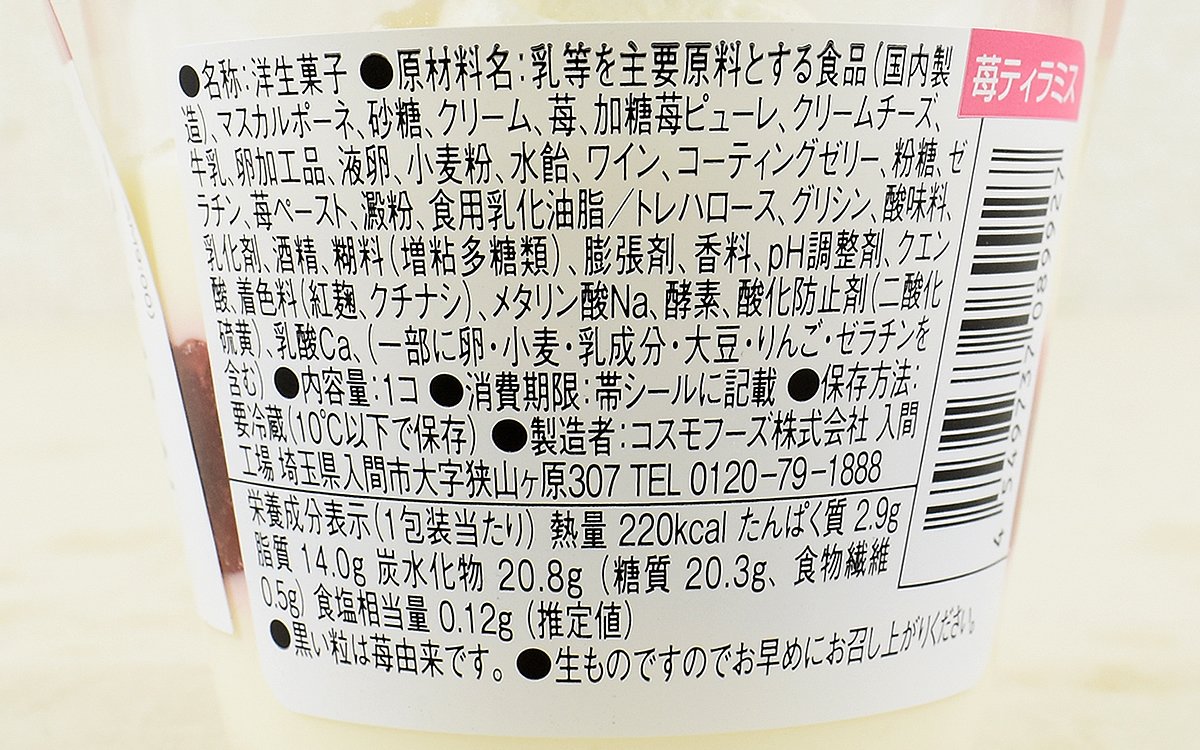 ●名称:洋生菓子 ●原材料名:乳等を主要原料とする食品(国内製
造)、マスカルポーネ、砂糖、クリーム、苺、加糖苺ピューレ、クリームチーズ、
牛乳、卵加工品、液卵、小麦粉、水飴、ワイン、コーティングゼリー、粉糖、ゼ
ラチン、苺ペースト、澱粉、食用乳化油脂/トレハロース、グリシン、酸味料、
乳化剤、酒精、糊料(増粘多糖類)、膨張剤、香料、pH調整剤、クエン
酸、着色料(紅麹、クチナシ)、メタリン酸Na、酵素、酸化防止剤(二酸化
硫黄)、乳酸Ca、(一部に卵・小麦・乳成分・大豆・りんご・ゼラチンを
含む) ●内容量:1コ ●消費期限:帯シールに記載 ●保存方法:
要冷蔵(10℃以下で保存) ●製造者:コスモフーズ株式会社 入間
工場 埼玉県入間市大字狭山ヶ原307 TEL 0120-79-1888
栄養成分表示(1包装当たり) 熱量 220kcal たんぱく質 2.9g
脂質 14.0g 炭水化物 20.8g (糖質 20.3g、食物繊維
0.5g) 食塩相当量 0.12g (推定値)
●黒い粒は苺由来です。 ●生ものですのでお早めにお召し上がりください。
苺ティラミス
4 549737 089927